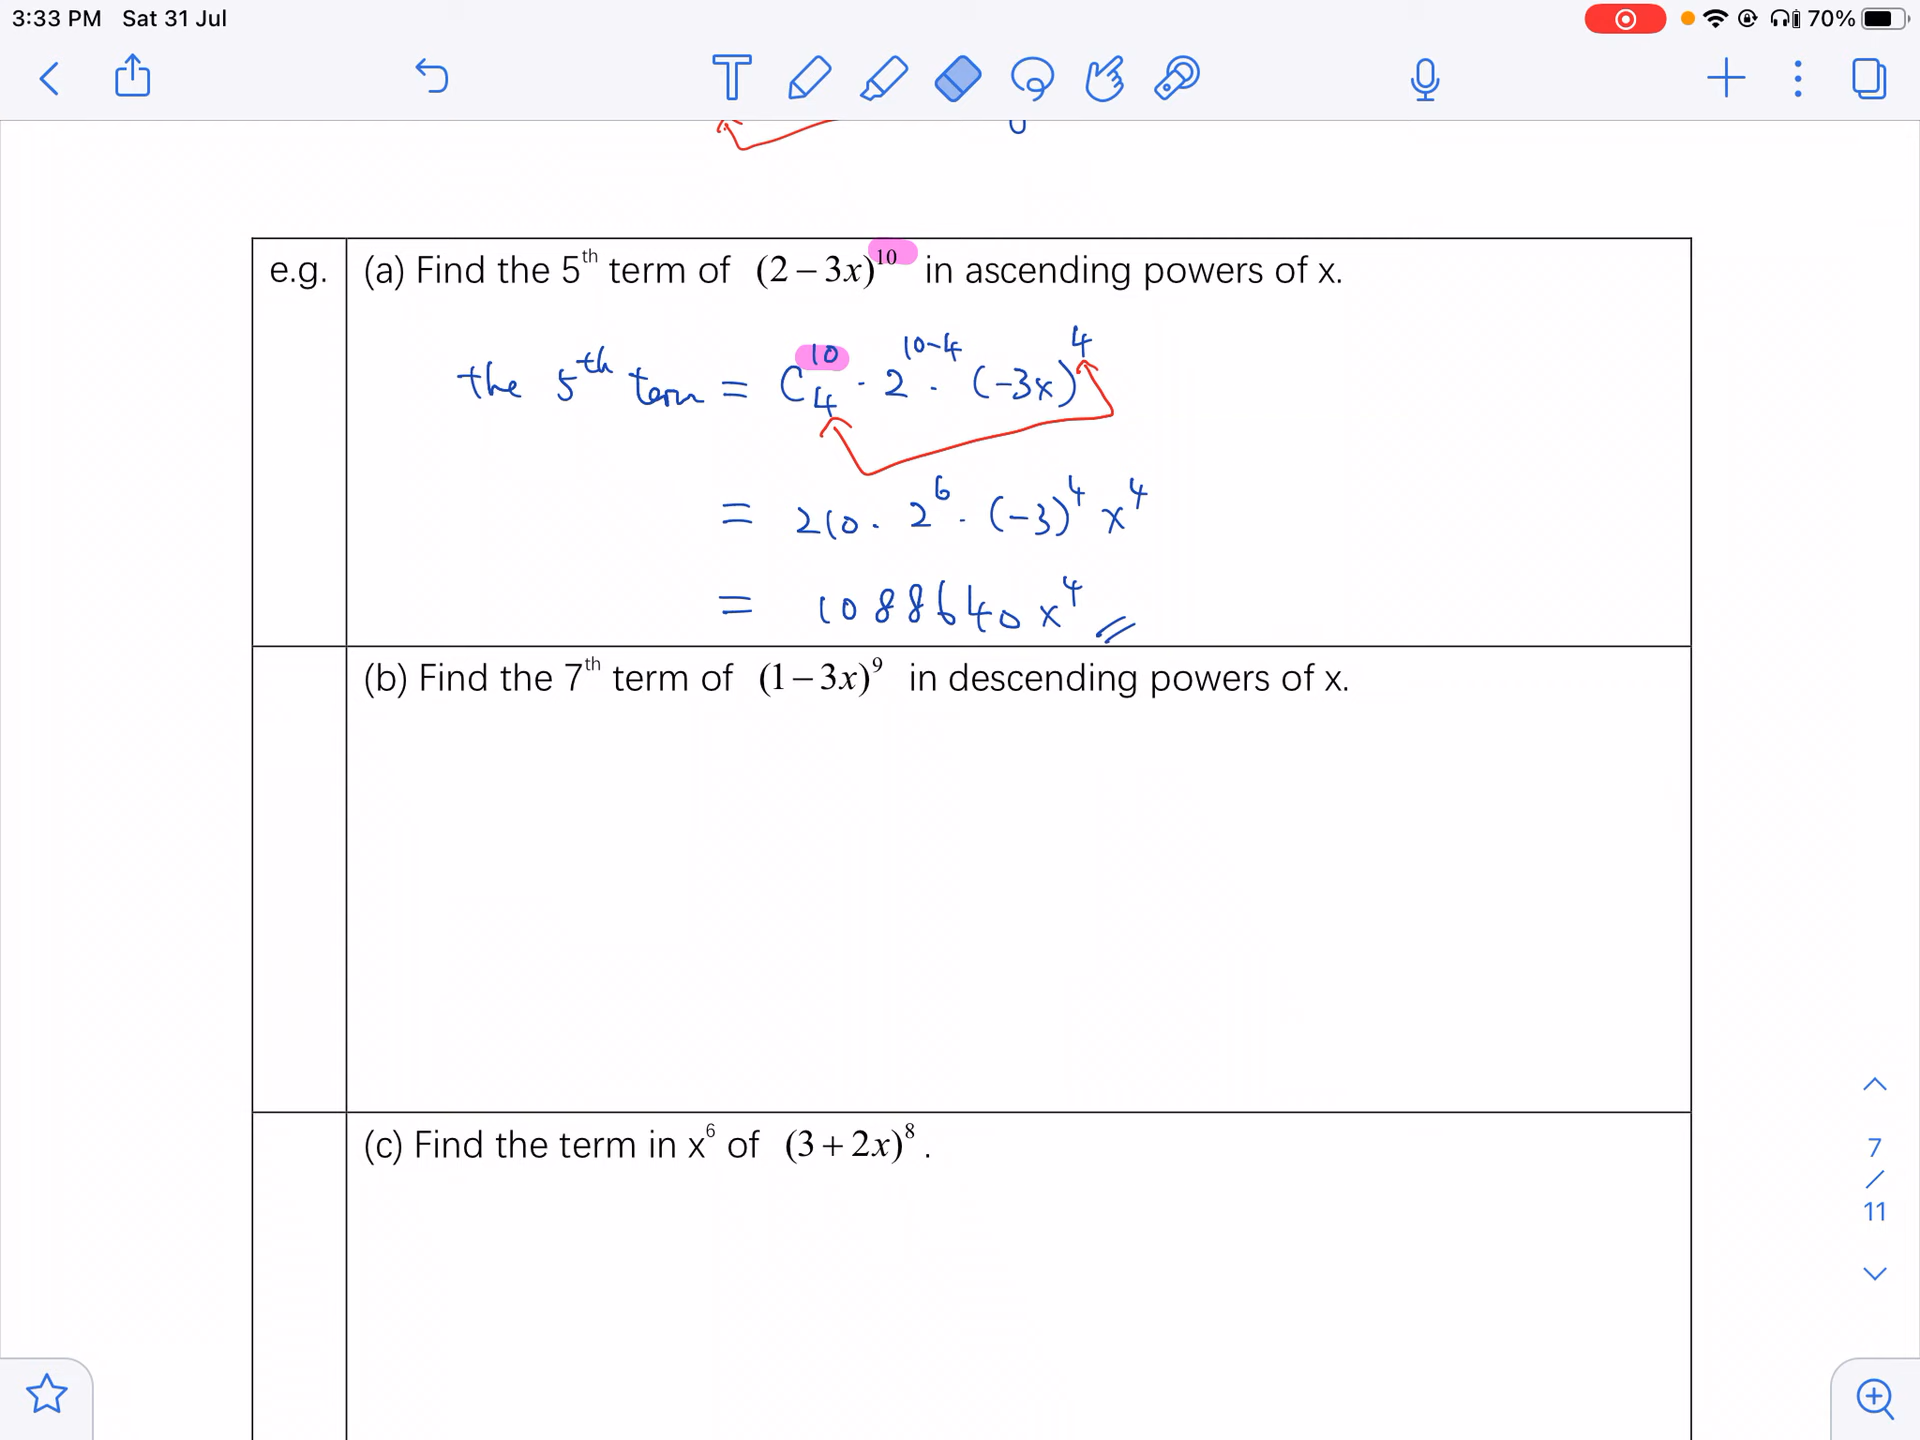 3:33 PM Sat 31 Jul 70%
e.g. (a) Find the 5th term of (2 − 3x)^10 in ascending powers of x.
the 5th term = C^10_4 · 2^10-4 · (-3x)^4
= 210 · 2^6 · (-3)^4 x^4
= 1088640x^4
(b) Find the 7th term of (1 − 3x)^9 in descending powers of x.
(c) Find the term in x^6 of (3 + 2x)^8 .
7
/
11